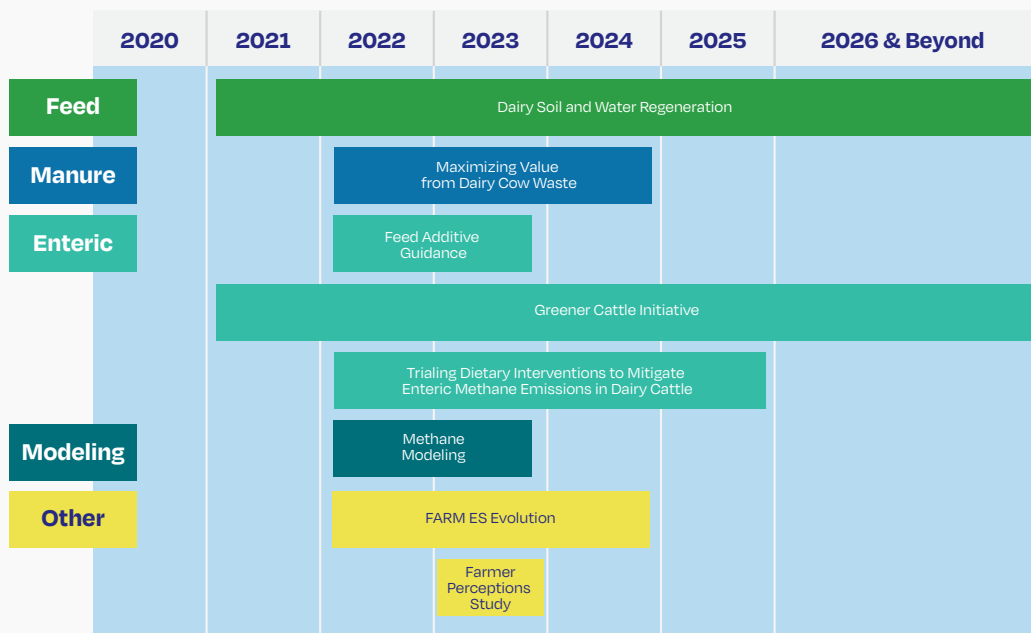 2020 2021 2022 2023 2024 2025 2026 & Beyond
Feed
Dairy Soil and Water Regeneration
Manure
Maximizing Value
from Dairy Cow Waste
Enteric
Feed Additive
Guidance
Greener Cattle Initiative
Trialing Dietary Interventions to Mitigate
Enteric Methane Emissions in Dairy Cattle
Modeling
Methane
Modeling
Other
FARM ES Evolution
Farmer
Perceptions
Study